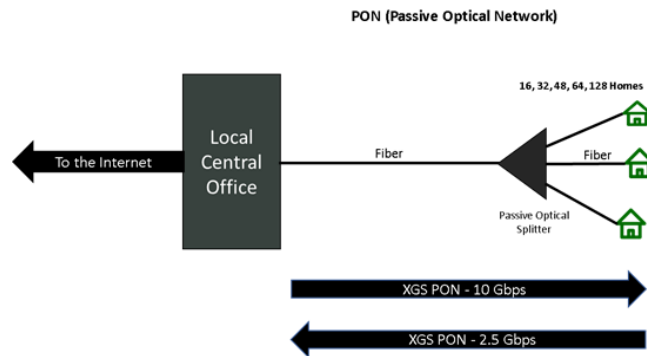 PON (Passive Optical Network)
16, 32, 48, 64, 128 Homes
Local
Central
Office
To the Internet
Fiber
Fiber
Passive Optical
Splitter
XGS PON - 10 Gbps
XGS PON - 2.5 Gbps